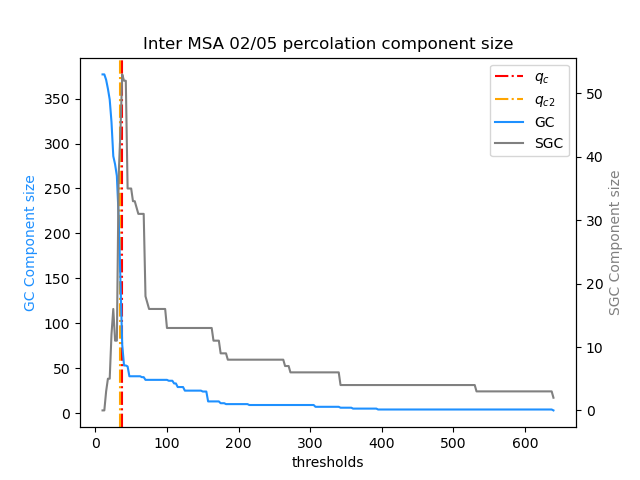 Inter MSA 02/05 percolation component size
q_c
q_{c2}
GC
SGC
GC Component size
350
300
250
200
150
100
50
0
50
40
30
20
10
0
SGC Component size
0 100 200 300 400 500 600
thresholds